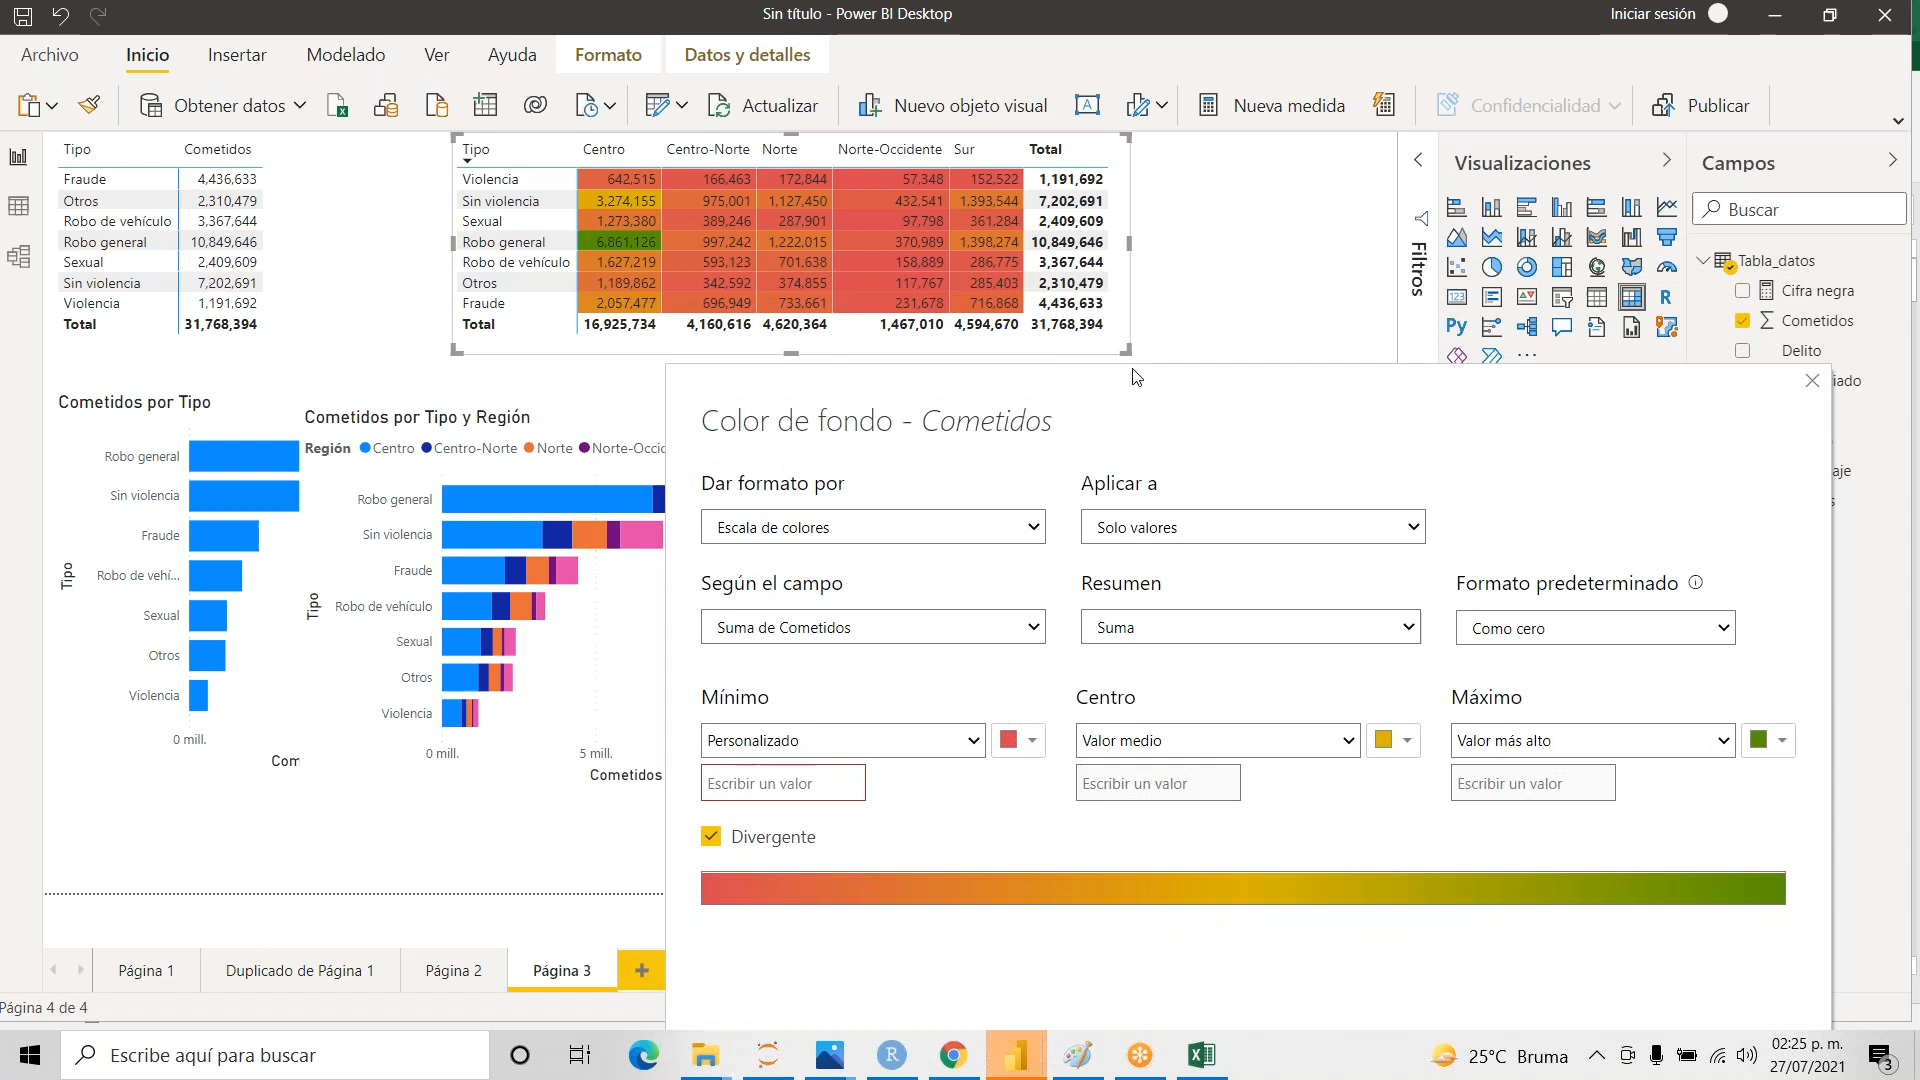 Sin título - Power BI Desktop
Iniciar sesión
Archivo Inicio Insertar Modelado Ver Ayuda Formato Datos y detalles
Obtener datos Actualizar Nuevo objeto visual Nueva medida Confidencialidad Publicar
Tipo Cometidos
Fraude 4,436,633
Otros 2,310,479
Robo de vehículo 3,367,644
Robo general 10,849,646
Sexual 2,409,609
Sin violencia 7,202,691
Violencia 1,191,692
Total 31,768,394
Tipo Centro Centro-Norte Norte Norte-Occidente Sur Total
Violencia 642,515 166,463 172,844 57,348 152,522 1,191,692
Sin violencia 3,274,155 975,001 1,127,450 432,541 1,393,544 7,202,691
Sexual 1,273,380 389,246 287,901 97,798 361,284 2,409,609
Robo general 6,861,126 997,242 1,222,015 370,989 1,398,274 10,849,646
Robo de vehículo 1,627,219 593,123 701,638 158,889 286,775 3,367,644
Otros 1,189,862 342,592 374,855 117,767 285,403 2,310,479
Fraude 2,057,477 696,949 733,661 231,678 716,868 4,436,633
Total 16,925,734 4,160,616 4,620,364 1,467,010 4,594,670 31,768,394
Filtros
Visualizaciones
123
R
Py
...
Campos
Buscar
Tabla_datos
Cifra negra
Cometidos
Delito
iado
aje
s
Cometidos por Tipo
Tipo
Robo general
Sin violencia
Fraude
Robo de vehí...
Sexual
Otros
Violencia
0 mill.
Com
Cometidos por Tipo y Región
Región Centro Centro-Norte Norte Norte-Occid
Tipo
Robo general
Sin violencia
Fraude
Robo de vehículo
Sexual
Otros
Violencia
0 mill. 5 mill.
Cometidos
Color de fondo - Cometidos
Dar formato por Aplicar a
Escala de colores Solo valores
Según el campo Resumen Formato predeterminado
Suma de Cometidos Suma Como cero
Mínimo Centro Máximo
Personalizado Valor medio Valor más alto
Escribir un valor Escribir un valor Escribir un valor
Divergente
Página 1 Duplicado de Página 1 Página 2 Página 3 +
Página 4 de 4
Escribe aquí para buscar
R
25°C Bruma
02:25 p. m.
27/07/2021
3